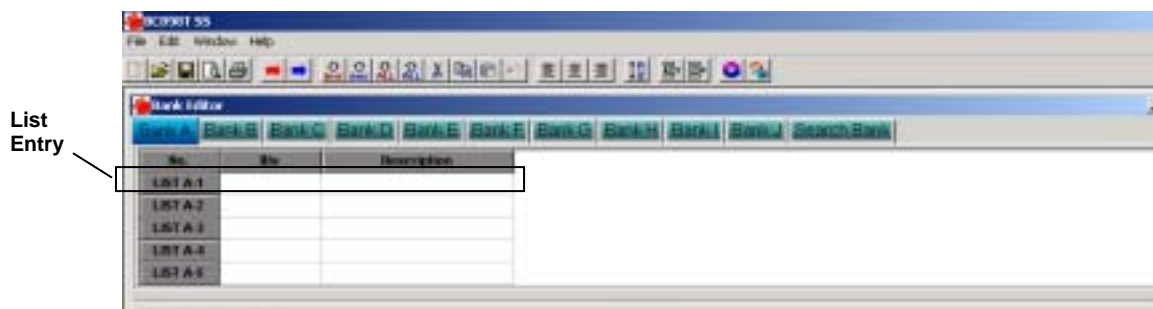 BC898T SS
File Edit Window Help
Bank Editor
Bank A Bank B Bank C Bank D Bank E Bank F Bank G Bank H Bank I Bank J Search Bank
List
Entry
No. Description
LIST A-1
LIST A-2
LIST A-3
LIST A-4
LIST A-5